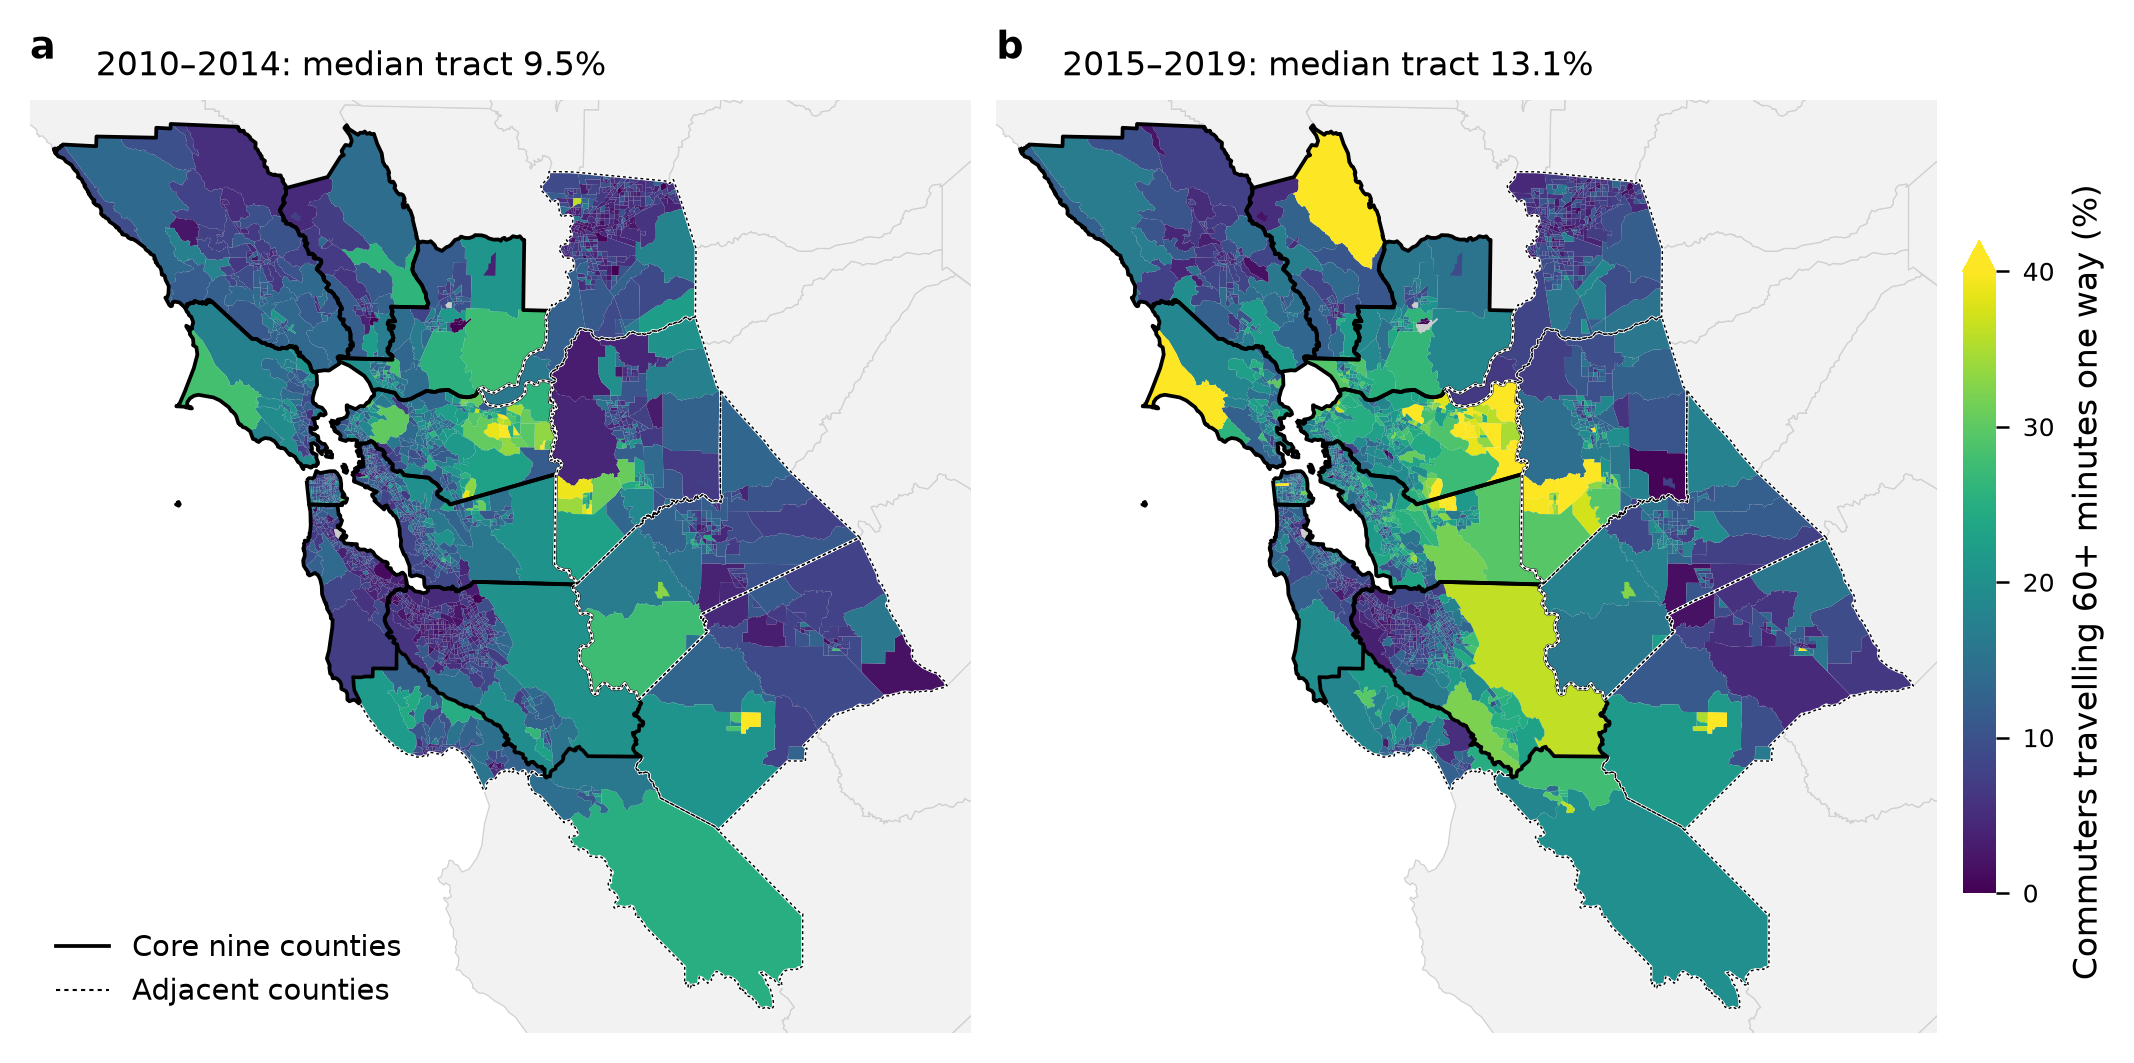 a
2010–2014: median tract 9.5%
b
2015–2019: median tract 13.1%
Core nine counties
Adjacent counties
40
30
20
10
0
Commuters travelling 60+ minutes one way (%)